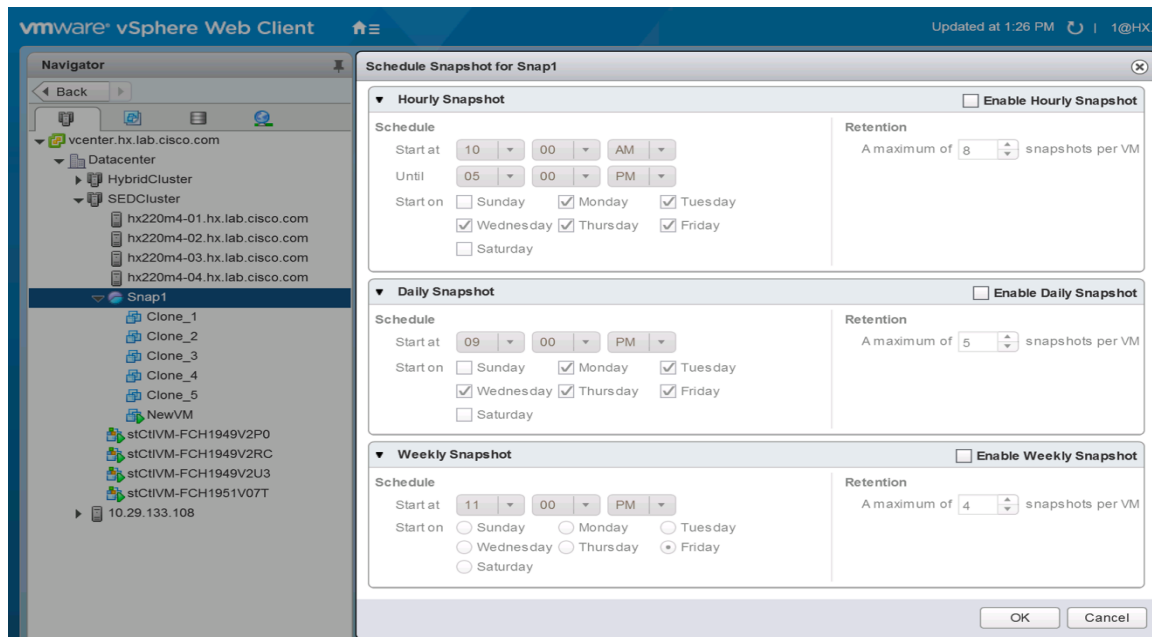 vmware® vSphere Web Client
Updated at 1:26 PM | 1@HX
Navigator
Back
vcenter.hx.lab.cisco.com
Datacenter
HybridCluster
SEDCluster
hx220m4-01.hx.lab.cisco.com
hx220m4-02.hx.lab.cisco.com
hx220m4-03.hx.lab.cisco.com
hx220m4-04.hx.lab.cisco.com
Snap1
Clone_1
Clone_2
Clone_3
Clone_4
Clone_5
NewVM
stCtlVM-FCH1949V2P0
stCtlVM-FCH1949V2RC
stCtlVM-FCH1949V2U3
stCtlVM-FCH1951V07T
10.29.133.108
Schedule Snapshot for Snap1
Hourly Snapshot
Enable Hourly Snapshot
Schedule
Start at 10 00 AM
Until 05 00 PM
Start on Sunday Monday Tuesday
Wednesday Thursday Friday
Saturday
Retention
A maximum of 8 snapshots per VM
Daily Snapshot
Enable Daily Snapshot
Schedule
Start at 09 00 PM
Start on Sunday Monday Tuesday
Wednesday Thursday Friday
Saturday
Retention
A maximum of 5 snapshots per VM
Weekly Snapshot
Enable Weekly Snapshot
Schedule
Start at 11 00 PM
Start on Sunday Monday Tuesday
Wednesday Thursday Friday
Saturday
Retention
A maximum of 4 snapshots per VM
OK Cancel